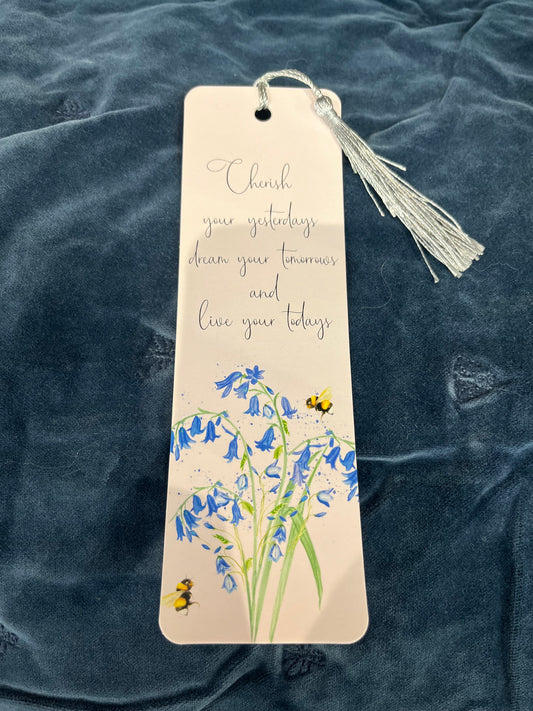 Cherish
your yesterdays
dream your tomorrows
and
live your todays